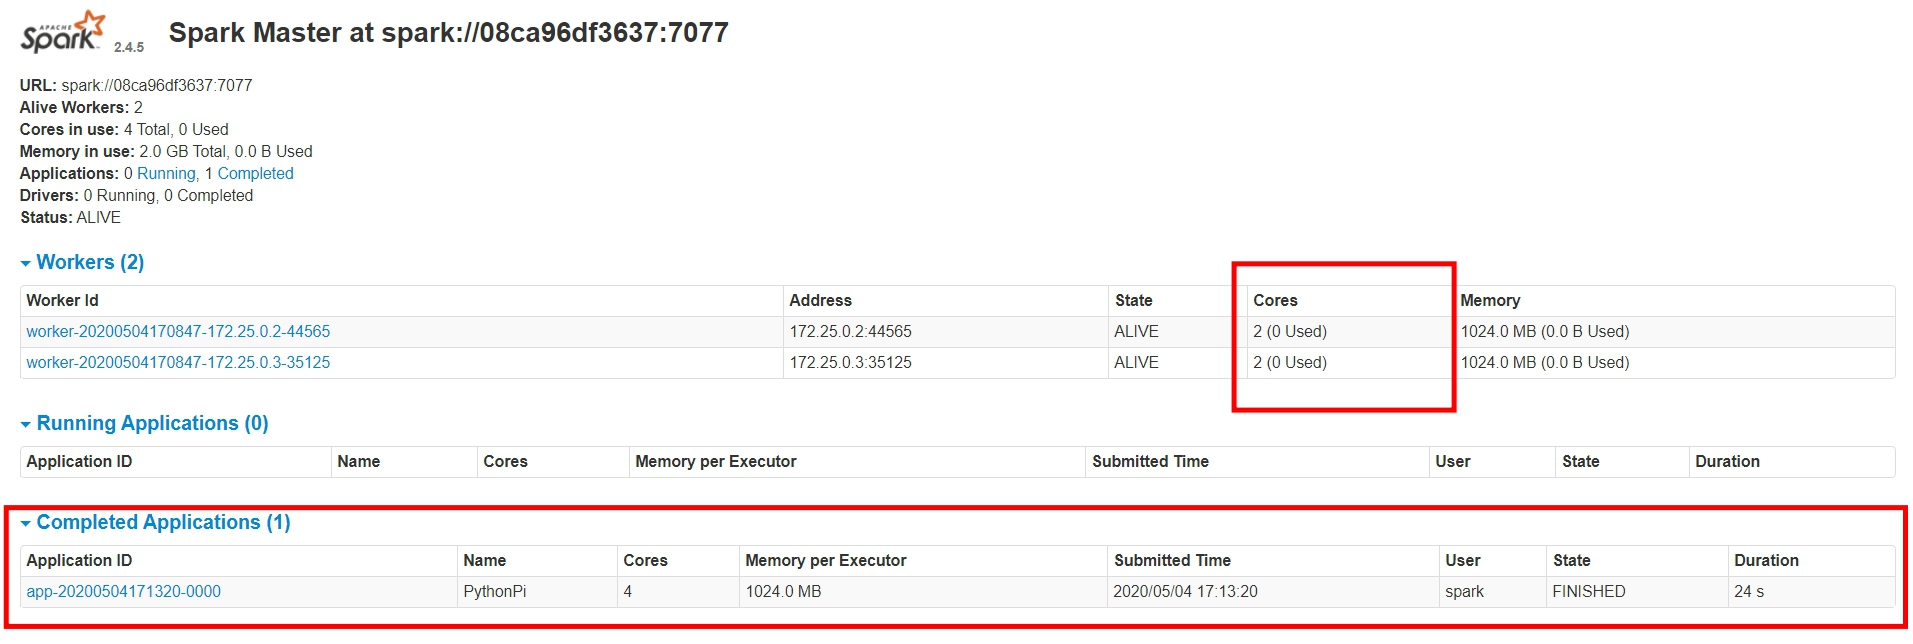 APACHE Spark 2.4.5 Spark Master at spark://08ca96df3637:7077
URL: spark://08ca96df3637:7077
Alive Workers: 2
Cores in use: 4 Total, 0 Used
Memory in use: 2.0 GB Total, 0.0 B Used
Applications: 0 Running, 1 Completed
Drivers: 0 Running, 0 Completed
Status: ALIVE
Workers (2)
Worker Id Address State Cores Memory
worker-20200504170847-172.25.0.2-44565 172.25.0.2:44565 ALIVE 2 (0 Used) 1024.0 MB (0.0 B Used)
worker-20200504170847-172.25.0.3-35125 172.25.0.3:35125 ALIVE 2 (0 Used) 1024.0 MB (0.0 B Used)
Running Applications (0)
Application ID Name Cores Memory per Executor Submitted Time User State Duration
Completed Applications (1)
Application ID Name Cores Memory per Executor Submitted Time User State Duration
app-20200504171320-0000 PythonPi 4 1024.0 MB 2020/05/04 17:13:20 spark FINISHED 24 s